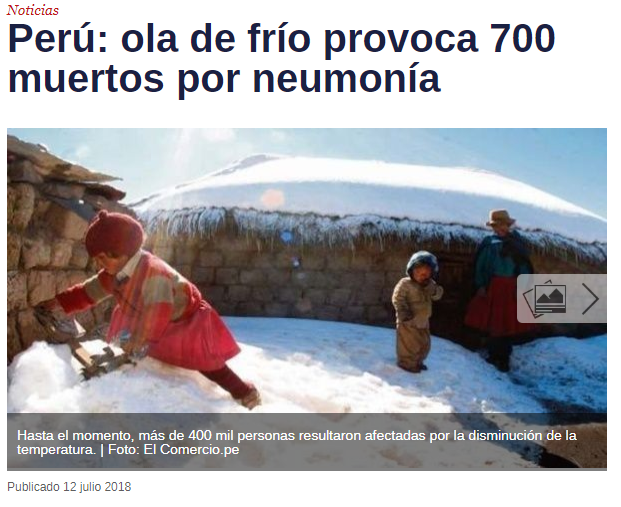 Noticias
Perú: ola de frío provoca 700
muertos por neumonía
Hasta el momento, más de 400 mil personas resultaron afectadas por la disminución de la
temperatura. | Foto: El Comercio.pe
Publicado 12 julio 2018